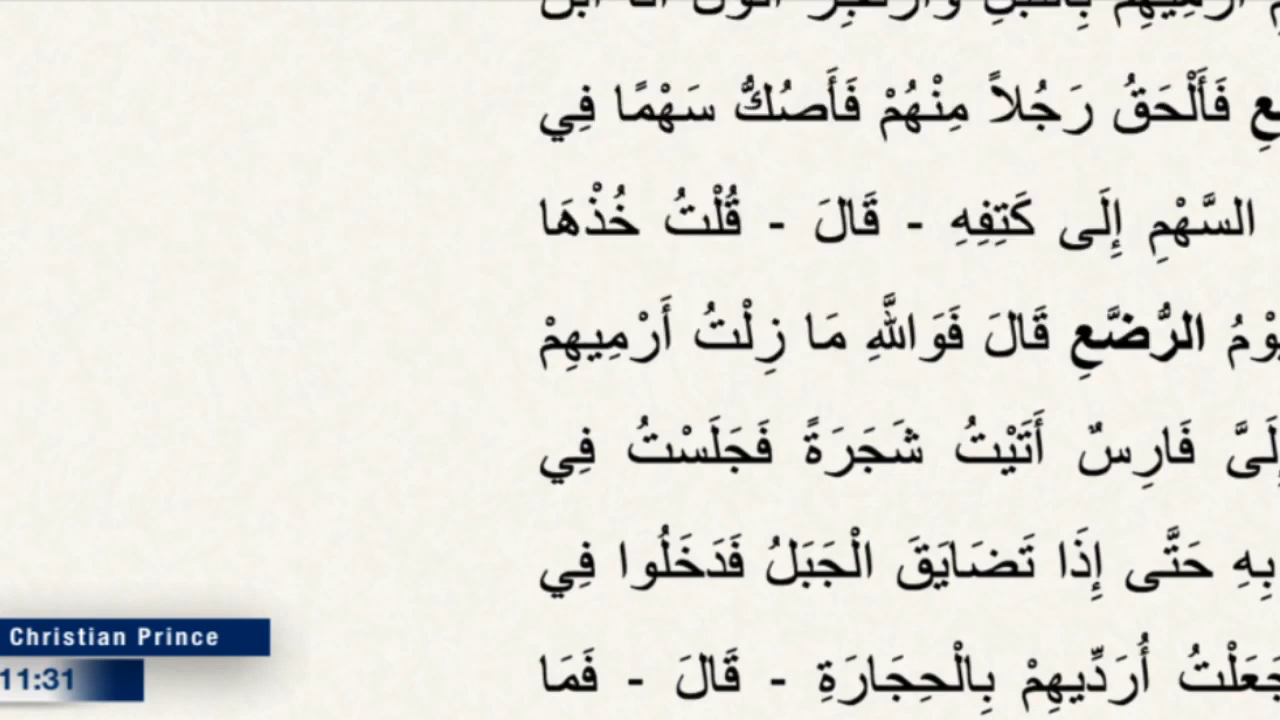 فَأَلْحَقُ رَجُلاً مِنْهُمْ فَأَصُكُّ سَهْمًا فِي
السَّهْمِ إِلَى كَتِفِهِ - قَالَ - قُلْتُ خُذْهَا
الرُّضَّعِ قَالَ فَوَاللَّهِ مَا زِلْتُ أَرْمِيهِمْ
فَارِسٌ أَتَيْتُ شَجَرَةً فَجَلَسْتُ فِي
بِهِ حَتَّى إِذَا تَضَايَقَ الْجَبَلُ فَدَخَلُوا فِي
أُرَدِّيهِمْ بِالْحِجَارَةِ - قَالَ - فَمَا
Christian Prince
11:31